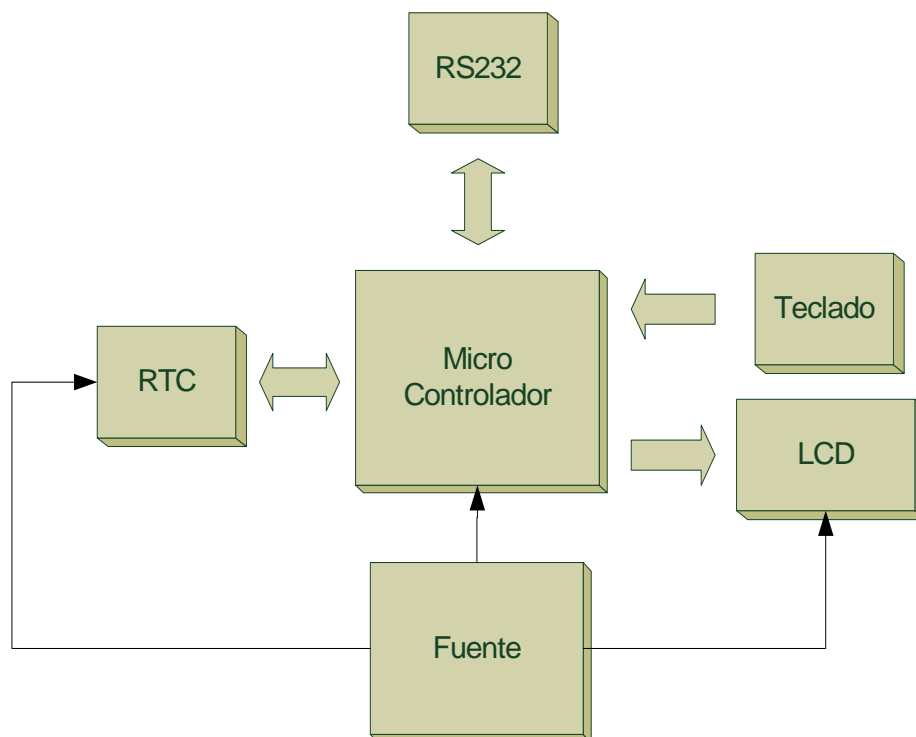 RS232
Teclado
Micro
Controlador
RTC
LCD
Fuente